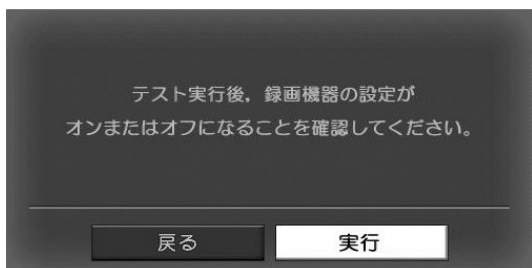 テスト実行後，録画機器の設定が
オンまたはオフになることを確認してください。
戻る
実行